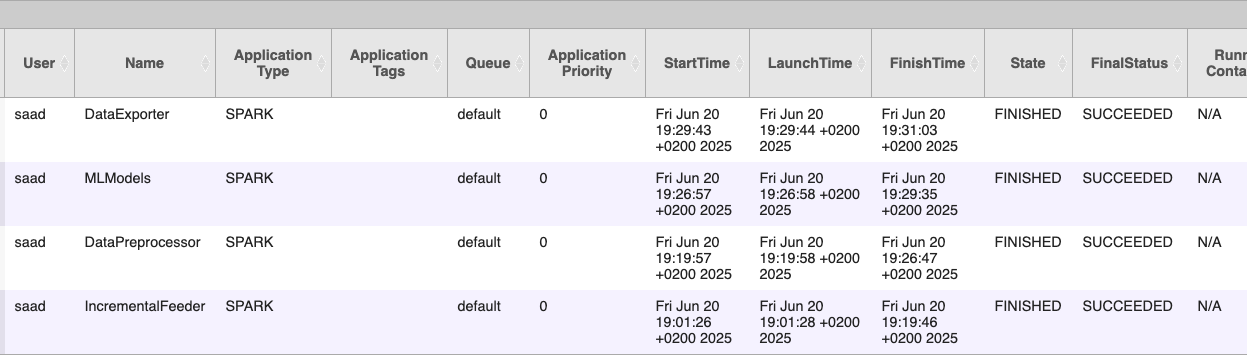 User Name Application Type Application Tags Queue Application Priority StartTime LaunchTime FinishTime State FinalStatus
saad DataExporter SPARK default 0 Fri Jun 20 19:29:43 +0200 2025 Fri Jun 20 19:29:44 +0200 2025 Fri Jun 20 19:31:03 +0200 2025 FINISHED SUCCEEDED N/A
saad MLModels SPARK default 0 Fri Jun 20 19:26:57 +0200 2025 Fri Jun 20 19:26:58 +0200 2025 Fri Jun 20 19:29:35 +0200 2025 FINISHED SUCCEEDED N/A
saad DataPreprocessor SPARK default 0 Fri Jun 20 19:19:57 +0200 2025 Fri Jun 20 19:19:58 +0200 2025 Fri Jun 20 19:26:47 +0200 2025 FINISHED SUCCEEDED N/A
saad IncrementalFeeder SPARK default 0 Fri Jun 20 19:01:26 +0200 2025 Fri Jun 20 19:01:28 +0200 2025 Fri Jun 20 19:19:46 +0200 2025 FINISHED SUCCEEDED N/A